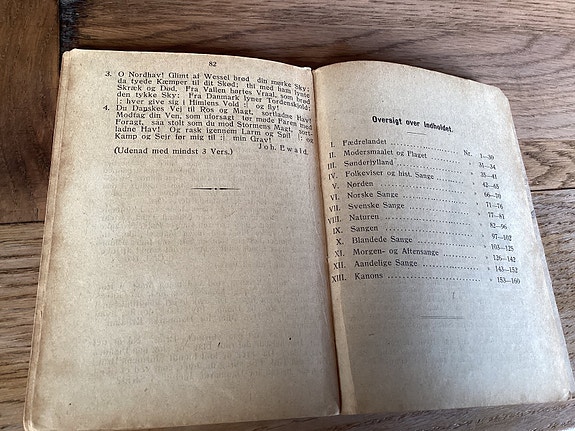 82
3. O Nordhav! Glimt af Wessel brød din mørke Sky;
da tyede Kæmper til dit Skød; thi med ham lynte
Skræk og Død. Fra Vallen hørtes Vraal, som brød
den tykke Sky: Fra Danmark lyner Tordenskiold:
|: hver give sig i Himlens Vold :| og fly!
4. Du Danskes Vej til Ros og Magt, sortladne Hav!
Modtag din Ven, som uforsagt tør møde Faren med
Foragt, saa stolt som du mod Stormens Magt, sort-
ladne Hav! Og rask igennem Larm og Spil |: og
Kamp og Sejr før mig til :| min Grav!
Joh. Ewald.
(Udenad med mindst 3 Vers.)
Oversigt over Indholdet.
I. Fædrelandet ........ Nr. 1—30
II. Modersmaalet og Flaget ........ » 31—34
III. Sønderjylland ........ » 35—41
IV. Folkeviser og hist. Sange ........ » 42—65
V. Norden ........ » 66—70
VI. Norske Sange ........ » 71—76
VII. Svenske Sange ........ » 77—81
VIII. Naturen ........ » 82—96
IX. Sangen ........ » 97—102
X. Blandede Sange ........ » 103—125
XI. Morgen- og Aftensange ........ » 126—142
XII. Aandelige Sange ........ » 143—152
XIII. Kanons ........ » 153—160